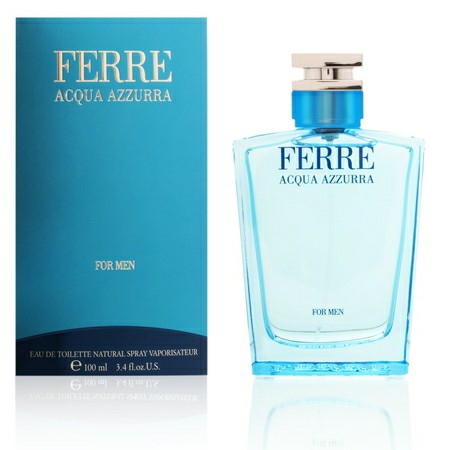 FERRE
ACQUA AZZURRA
FOR MEN
EAU DE TOILETTE NATURAL SPRAY VAPORISATEUR
e 100 ml 3.4 fl.oz.U.S.
FERRE
ACQUA AZZURRA
FOR MEN